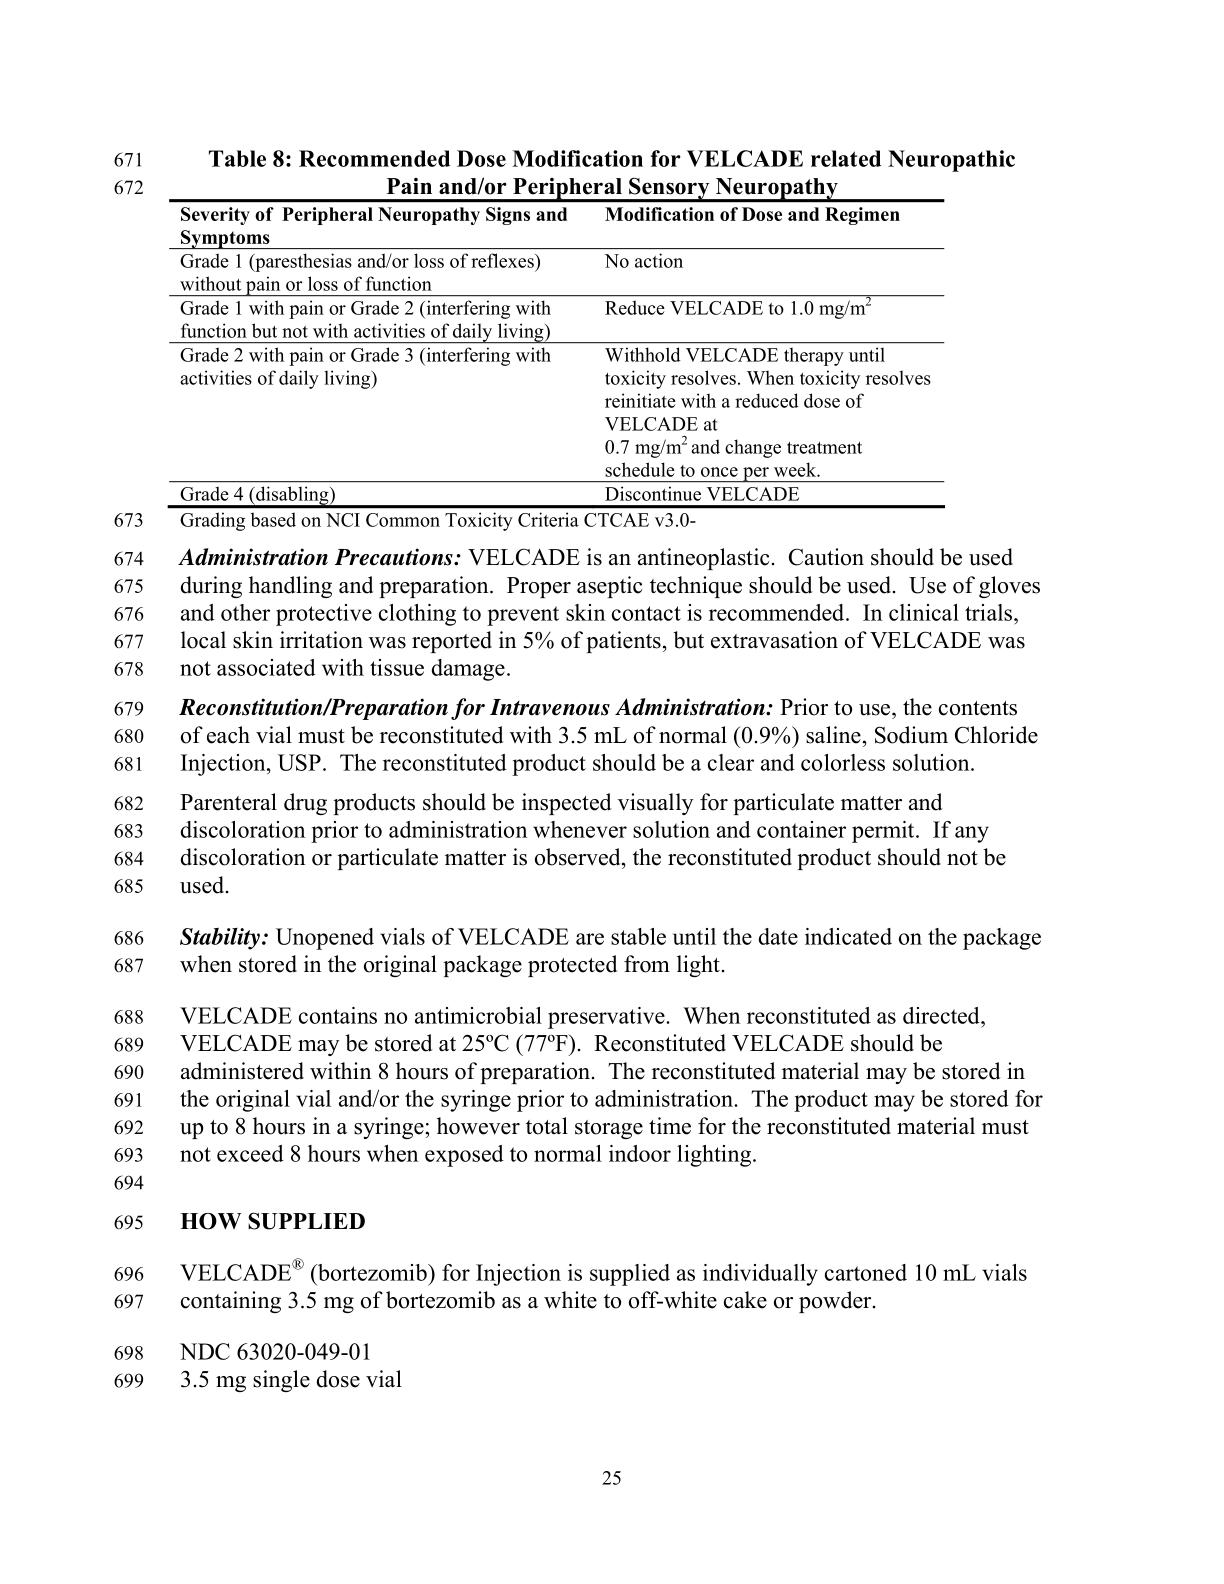 671 Table 8: Recommended Dose Modification for VELCADE related Neuropathic
672 Pain and/or Peripheral Sensory Neuropathy
Severity of Peripheral Neuropathy Signs and Symptoms Modification of Dose and Regimen
Grade 1 (paresthesias and/or loss of reflexes) No action
without pain or loss of function
Grade 1 with pain or Grade 2 (interfering with Reduce VELCADE to 1.0 mg/m²
function but not with activities of daily living)
Grade 2 with pain or Grade 3 (interfering with Withhold VELCADE therapy until
activities of daily living) toxicity resolves. When toxicity resolves
reinitiate with a reduced dose of
VELCADE at
0.7 mg/m² and change treatment
schedule to once per week.
Grade 4 (disabling) Discontinue VELCADE
673 Grading based on NCI Common Toxicity Criteria CTCAE v3.0-
674 Administration Precautions: VELCADE is an antineoplastic. Caution should be used
675 during handling and preparation. Proper aseptic technique should be used. Use of gloves
676 and other protective clothing to prevent skin contact is recommended. In clinical trials,
677 local skin irritation was reported in 5% of patients, but extravasation of VELCADE was
678 not associated with tissue damage.
679 Reconstitution/Preparation for Intravenous Administration: Prior to use, the contents
680 of each vial must be reconstituted with 3.5 mL of normal (0.9%) saline, Sodium Chloride
681 Injection, USP. The reconstituted product should be a clear and colorless solution.
682 Parenteral drug products should be inspected visually for particulate matter and
683 discoloration prior to administration whenever solution and container permit. If any
684 discoloration or particulate matter is observed, the reconstituted product should not be
685 used.
686 Stability: Unopened vials of VELCADE are stable until the date indicated on the package
687 when stored in the original package protected from light.
688 VELCADE contains no antimicrobial preservative. When reconstituted as directed,
689 VELCADE may be stored at 25ºC (77ºF). Reconstituted VELCADE should be
690 administered within 8 hours of preparation. The reconstituted material may be stored in
691 the original vial and/or the syringe prior to administration. The product may be stored for
692 up to 8 hours in a syringe; however total storage time for the reconstituted material must
693 not exceed 8 hours when exposed to normal indoor lighting.
694
695 HOW SUPPLIED
696 VELCADE® (bortezomib) for Injection is supplied as individually cartoned 10 mL vials
697 containing 3.5 mg of bortezomib as a white to off-white cake or powder.
698 NDC 63020-049-01
699 3.5 mg single dose vial
25